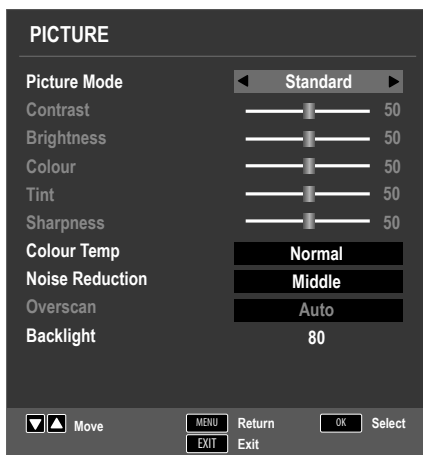 PICTURE
Picture Mode Standard
Contrast 50
Brightness 50
Colour 50
Tint 50
Sharpness 50
Colour Temp Normal
Noise Reduction Middle
Overscan Auto
Backlight 80
Move MENU Return OK Select
EXIT Exit